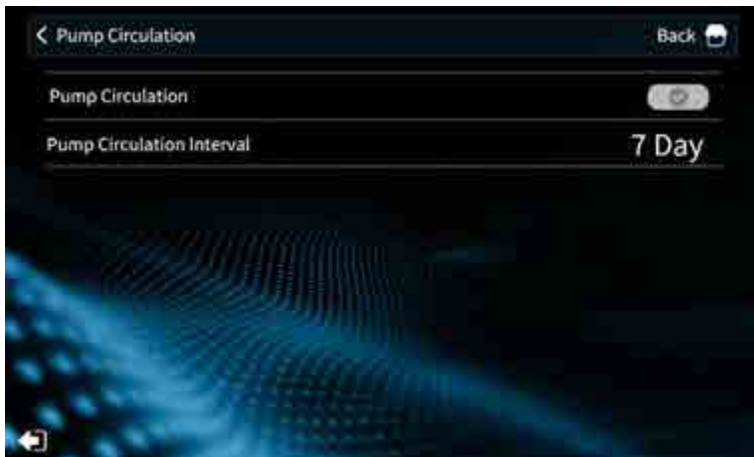 Pump Circulation
Back
Pump Circulation
Pump Circulation Interval
7 Day